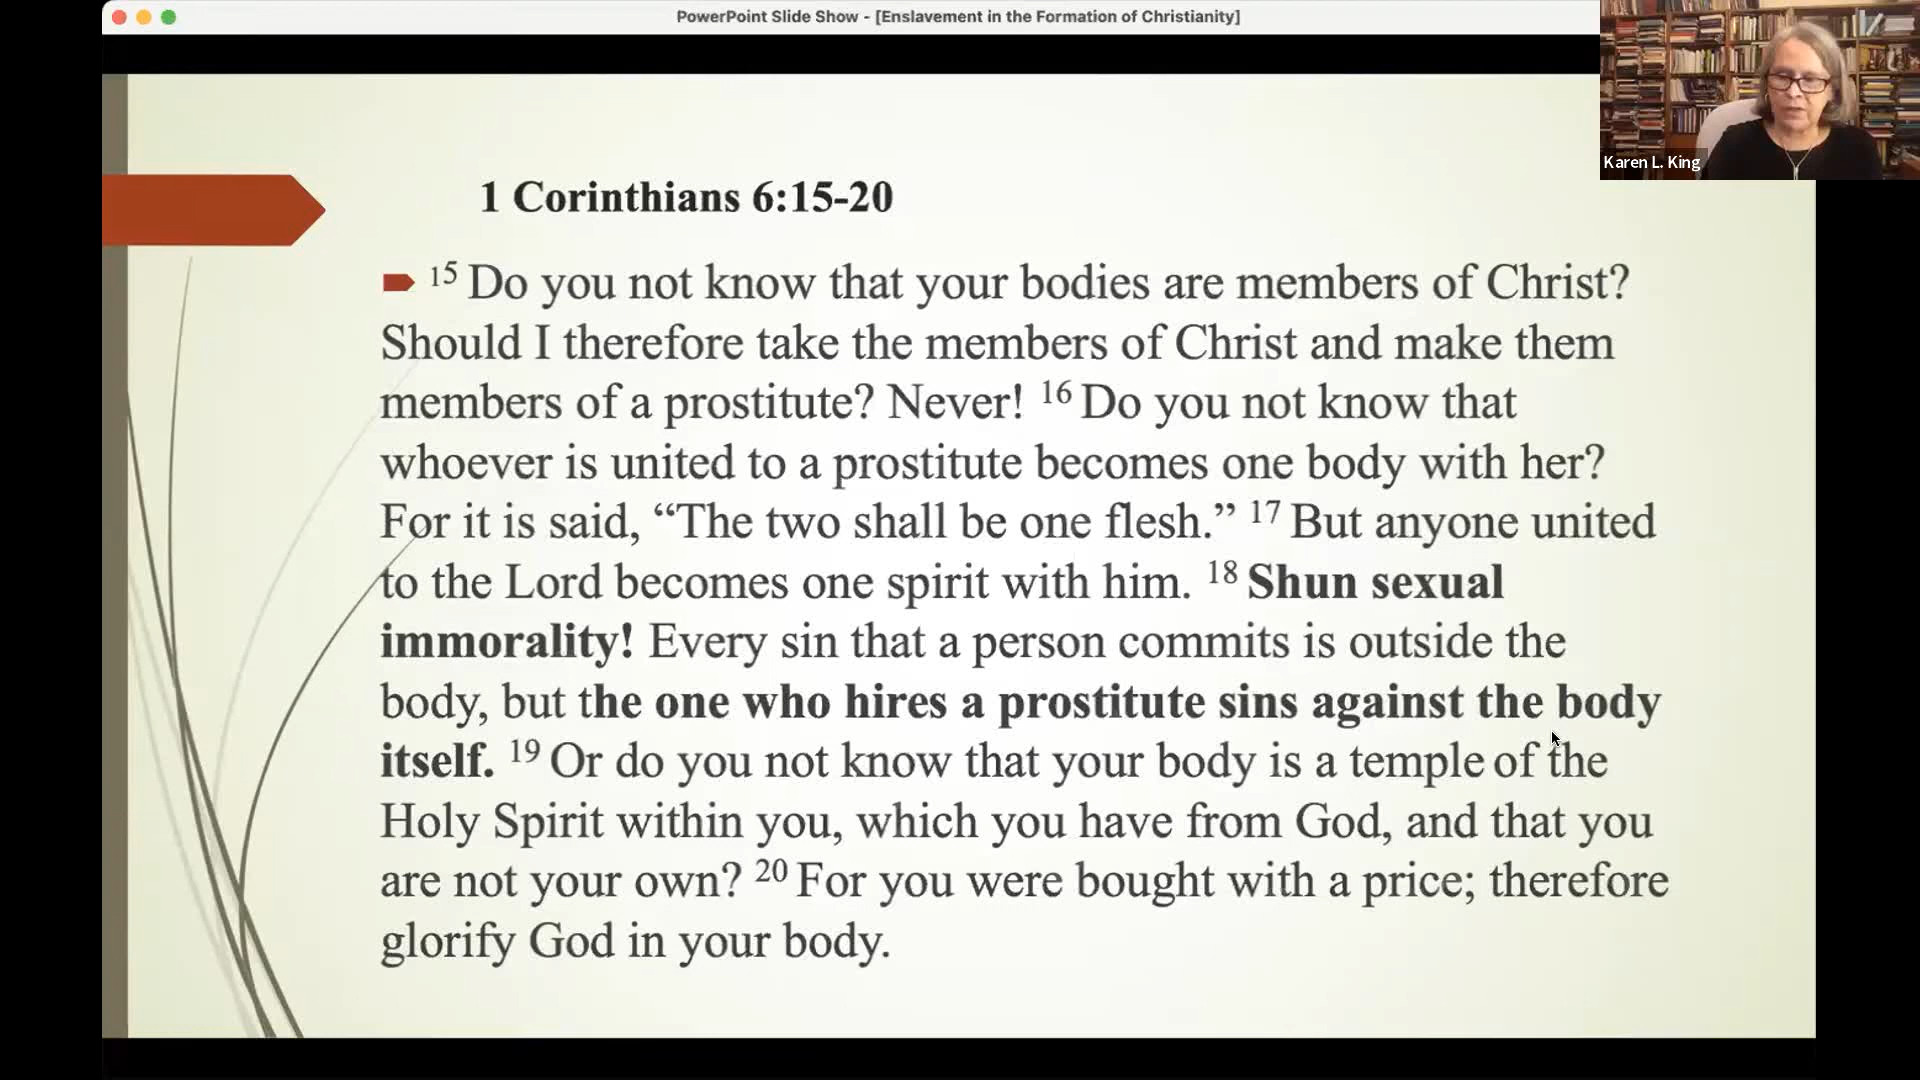 PowerPoint Slide Show - [Enslavement in the Formation of Christianity]
Karen L. King
1 Corinthians 6:15-20
15 Do you not know that your bodies are members of Christ?
Should I therefore take the members of Christ and make them
members of a prostitute? Never! 16 Do you not know that
whoever is united to a prostitute becomes one body with her?
For it is said, “The two shall be one flesh.” 17 But anyone united
to the Lord becomes one spirit with him. 18 Shun sexual
immorality! Every sin that a person commits is outside the
body, but the one who hires a prostitute sins against the body
itself. 19 Or do you not know that your body is a temple of the
Holy Spirit within you, which you have from God, and that you
are not your own? 20 For you were bought with a price; therefore
glorify God in your body.